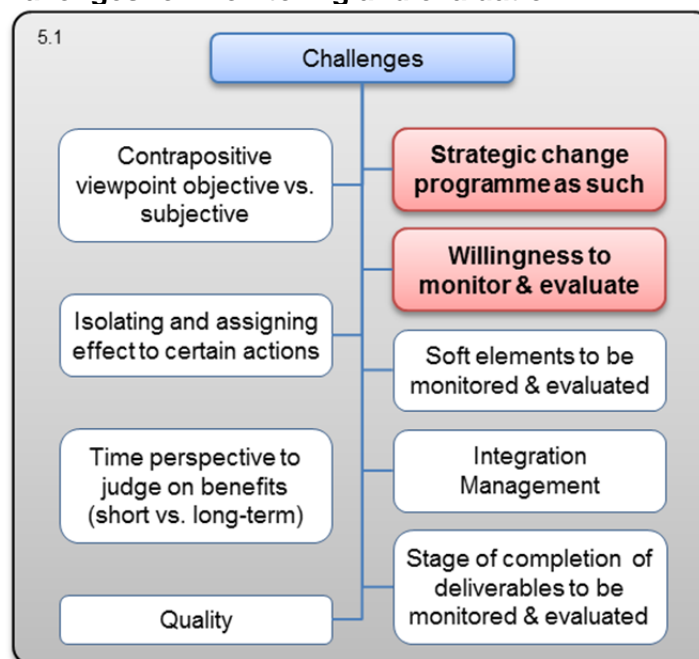 5.1
Challenges
Contrapositive
viewpoint objective vs.
subjective
Isolating and assigning
effect to certain actions
Time perspective to
judge on benefits
(short vs. long-term)
Quality
Strategic change
programme as such
Willingness to
monitor & evaluate
Soft elements to be
monitored & evaluated
Integration
Management
Stage of completion of
deliverables to be
monitored & evaluated